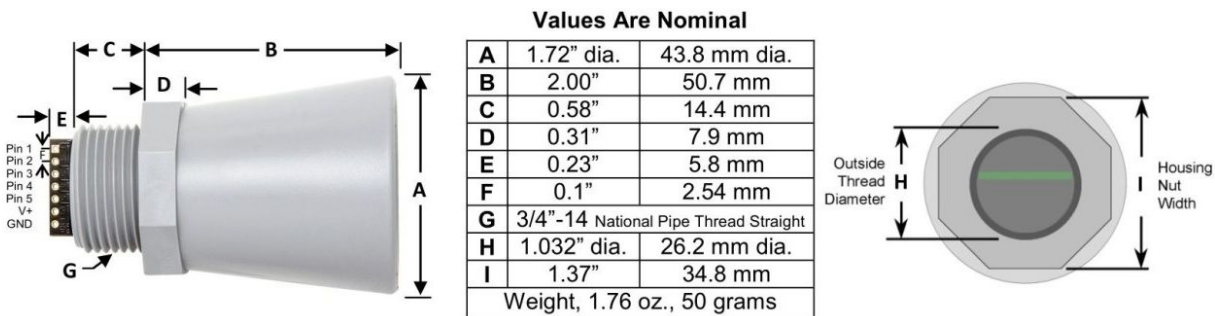 Values Are Nominal
C
B
D
E
F
Pin 1
Pin 2
Pin 3
Pin 4
Pin 5
V+
GND
A
G
A 1.72” dia. 43.8 mm dia.
B 2.00” 50.7 mm
C 0.58” 14.4 mm
D 0.31” 7.9 mm
E 0.23” 5.8 mm
F 0.1” 2.54 mm
G 3/4”-14 National Pipe Thread Straight
H 1.032” dia. 26.2 mm dia.
I 1.37” 34.8 mm
Weight, 1.76 oz., 50 grams
Outside
Thread
Diameter
H
I
Housing
Nut
Width